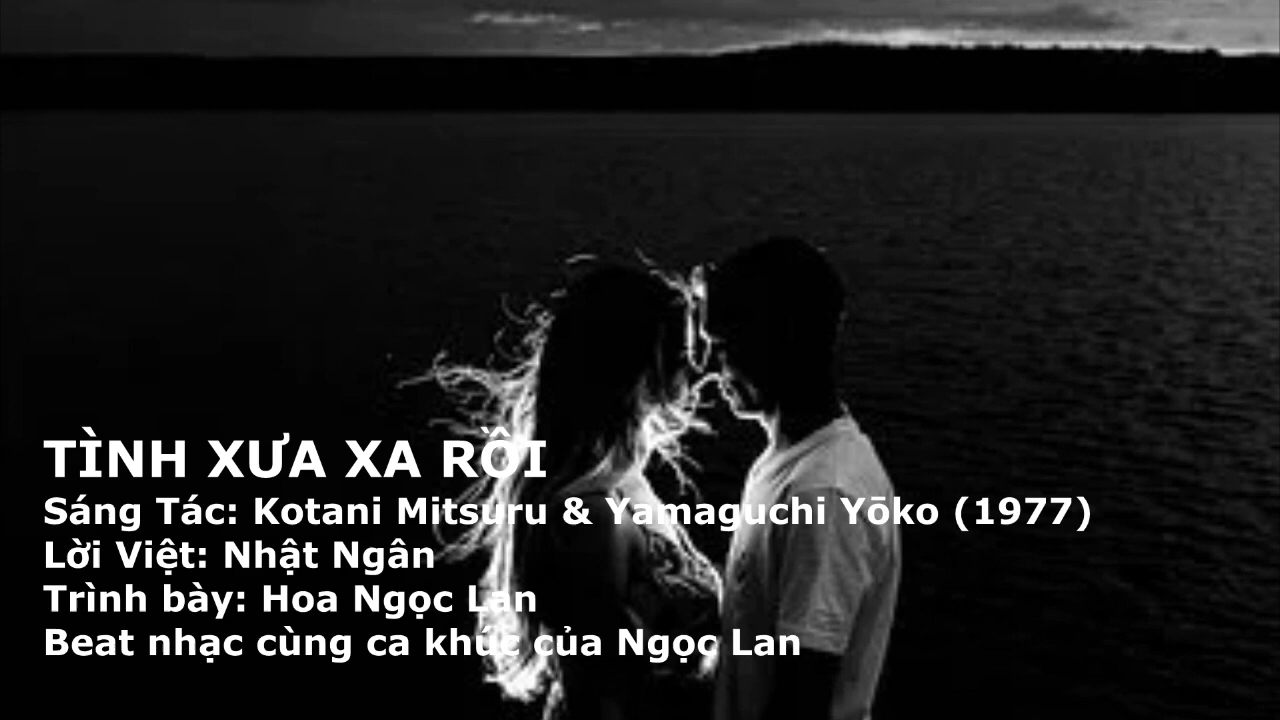 TÌNH XƯA XA RỒI
Sáng Tác: Kotani Mitsuru & Yamaguchi Yōko (1977)
Lời Việt: Nhật Ngân
Trình bày: Hoa Ngọc Lan
Beat nhạc cùng ca khúc của Ngọc Lan